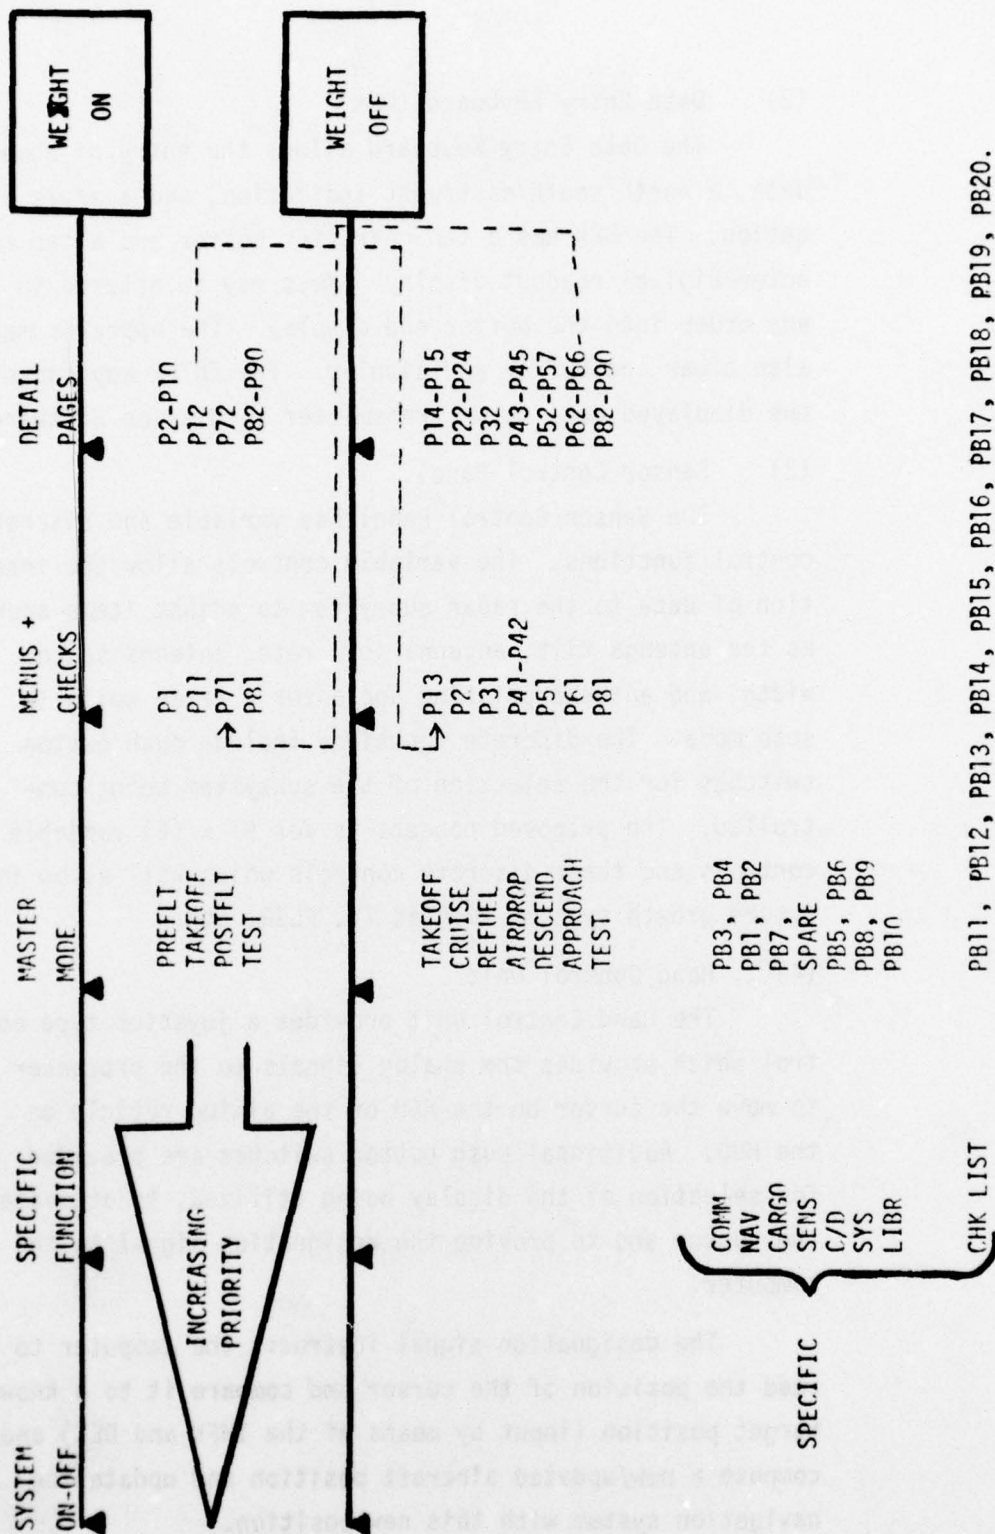 SYSTEM SPECIFIC MASTER MENUS + DETAIL
ON-OFF FUNCTION MODE CHECKS PAGES
WEIGHT
ON
INCREASING
PRIORITY
PREFLT P1 P2-P10
TAKEOFF P11 P12
POSTFLT P71 P72
TEST P81 P82-P90
WEIGHT
OFF
TAKEOFF P13 P14-P15
CRUISE P21 P22-P24
REFUEL P31 P32
AIRDROP P41-P42 P43-P45
DESCEND P51 P52-P57
APPROACH P61 P62-P66
TEST P81 P82-P90
SPECIFIC
COMM PB3, PB4
NAV PB1, PB2
CARGO PB7
SENS SPARE
C/D PB5, PB6
SYS PB8, PB9
LIBR PB10
CHK LIST PB11, PB12, PB13, PB14, PB15, PB16, PB17, PB18, PB19, PB20.